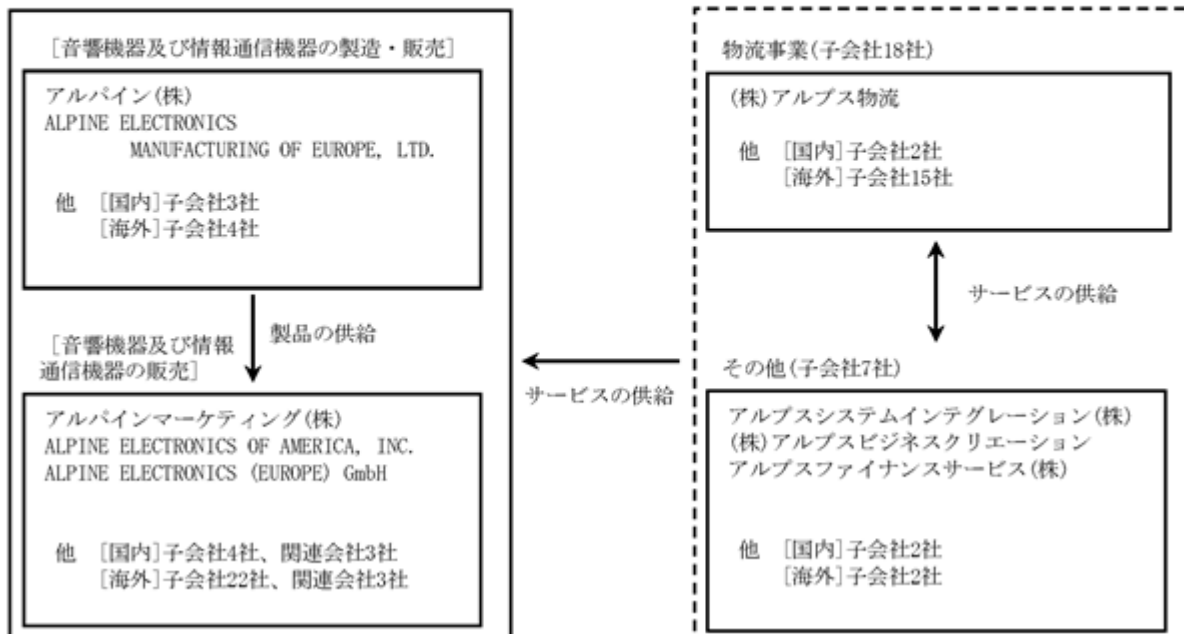 [音響機器及び情報通信機器の製造・販売]
アルパイン(株)
ALPINE ELECTRONICS
MANUFACTURING OF EUROPE, LTD.
他 [国内]子会社3社
[海外]子会社4社
製品の供給
[音響機器及び情報
通信機器の販売]
アルパインマーケティング(株)
ALPINE ELECTRONICS OF AMERICA, INC.
ALPINE ELECTRONICS (EUROPE) GmbH
他 [国内]子会社4社、関連会社3社
[海外]子会社22社、関連会社3社
サービスの供給
物流事業(子会社18社)
(株)アルプス物流
他 [国内]子会社2社
[海外]子会社15社
サービスの供給
その他(子会社7社)
アルプスシステムインテグレーション(株)
(株)アルプスビジネスクリエーション
アルプスファイナンスサービス(株)
他 [国内]子会社2社
[海外]子会社2社